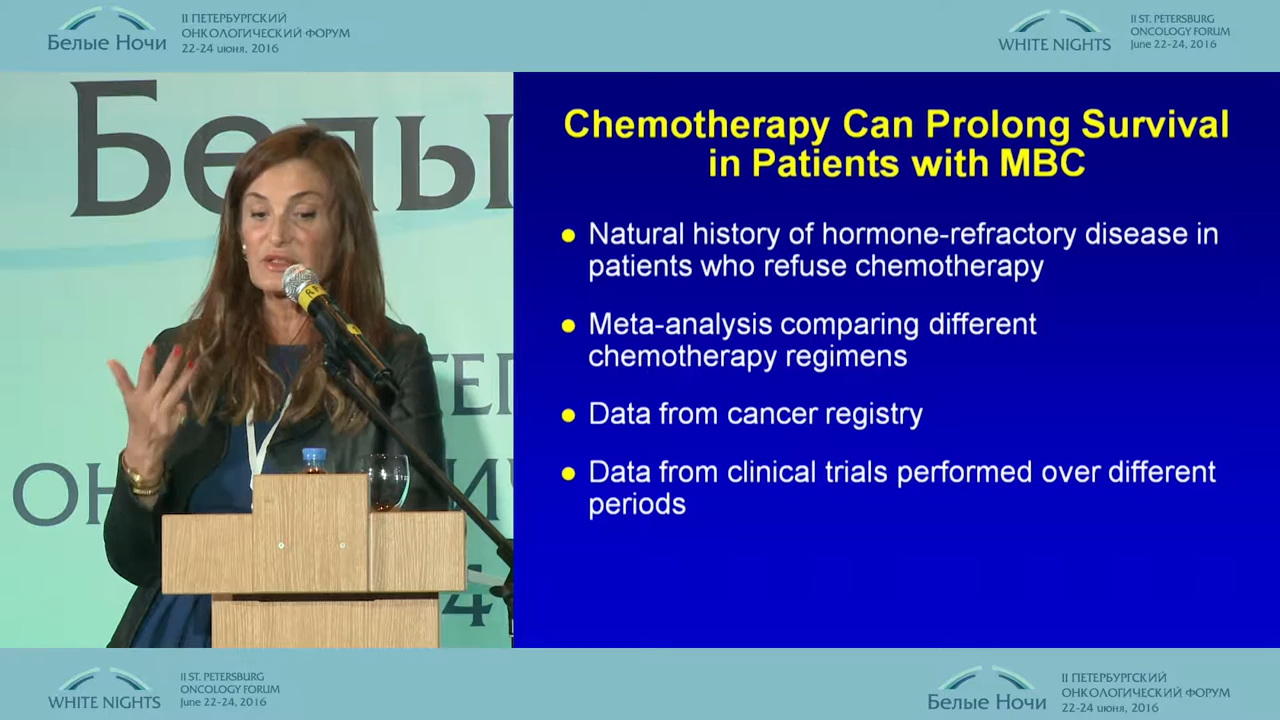 Белые Ночи
II ПЕТЕРБУРГСКИЙ
ОНКОЛОГИЧЕСКИЙ ФОРУМ
22-24 июня, 2016
WHITE NIGHTS
II ST. PETERSBURG
ONCOLOGY FORUM
June 22-24, 2016
Белы
Chemotherapy Can Prolong Survival
in Patients with MBC
● Natural history of hormone-refractory disease in
patients who refuse chemotherapy
● Meta-analysis comparing different
chemotherapy regimens
● Data from cancer registry
● Data from clinical trials performed over different
periods
WHITE NIGHTS
II ST. PETERSBURG
ONCOLOGY FORUM
June 22-24, 2016
Белые Ночи
II ПЕТЕРБУРГСКИЙ
ОНКОЛОГИЧЕСКИЙ ФОРУМ
22-24 июня, 2016